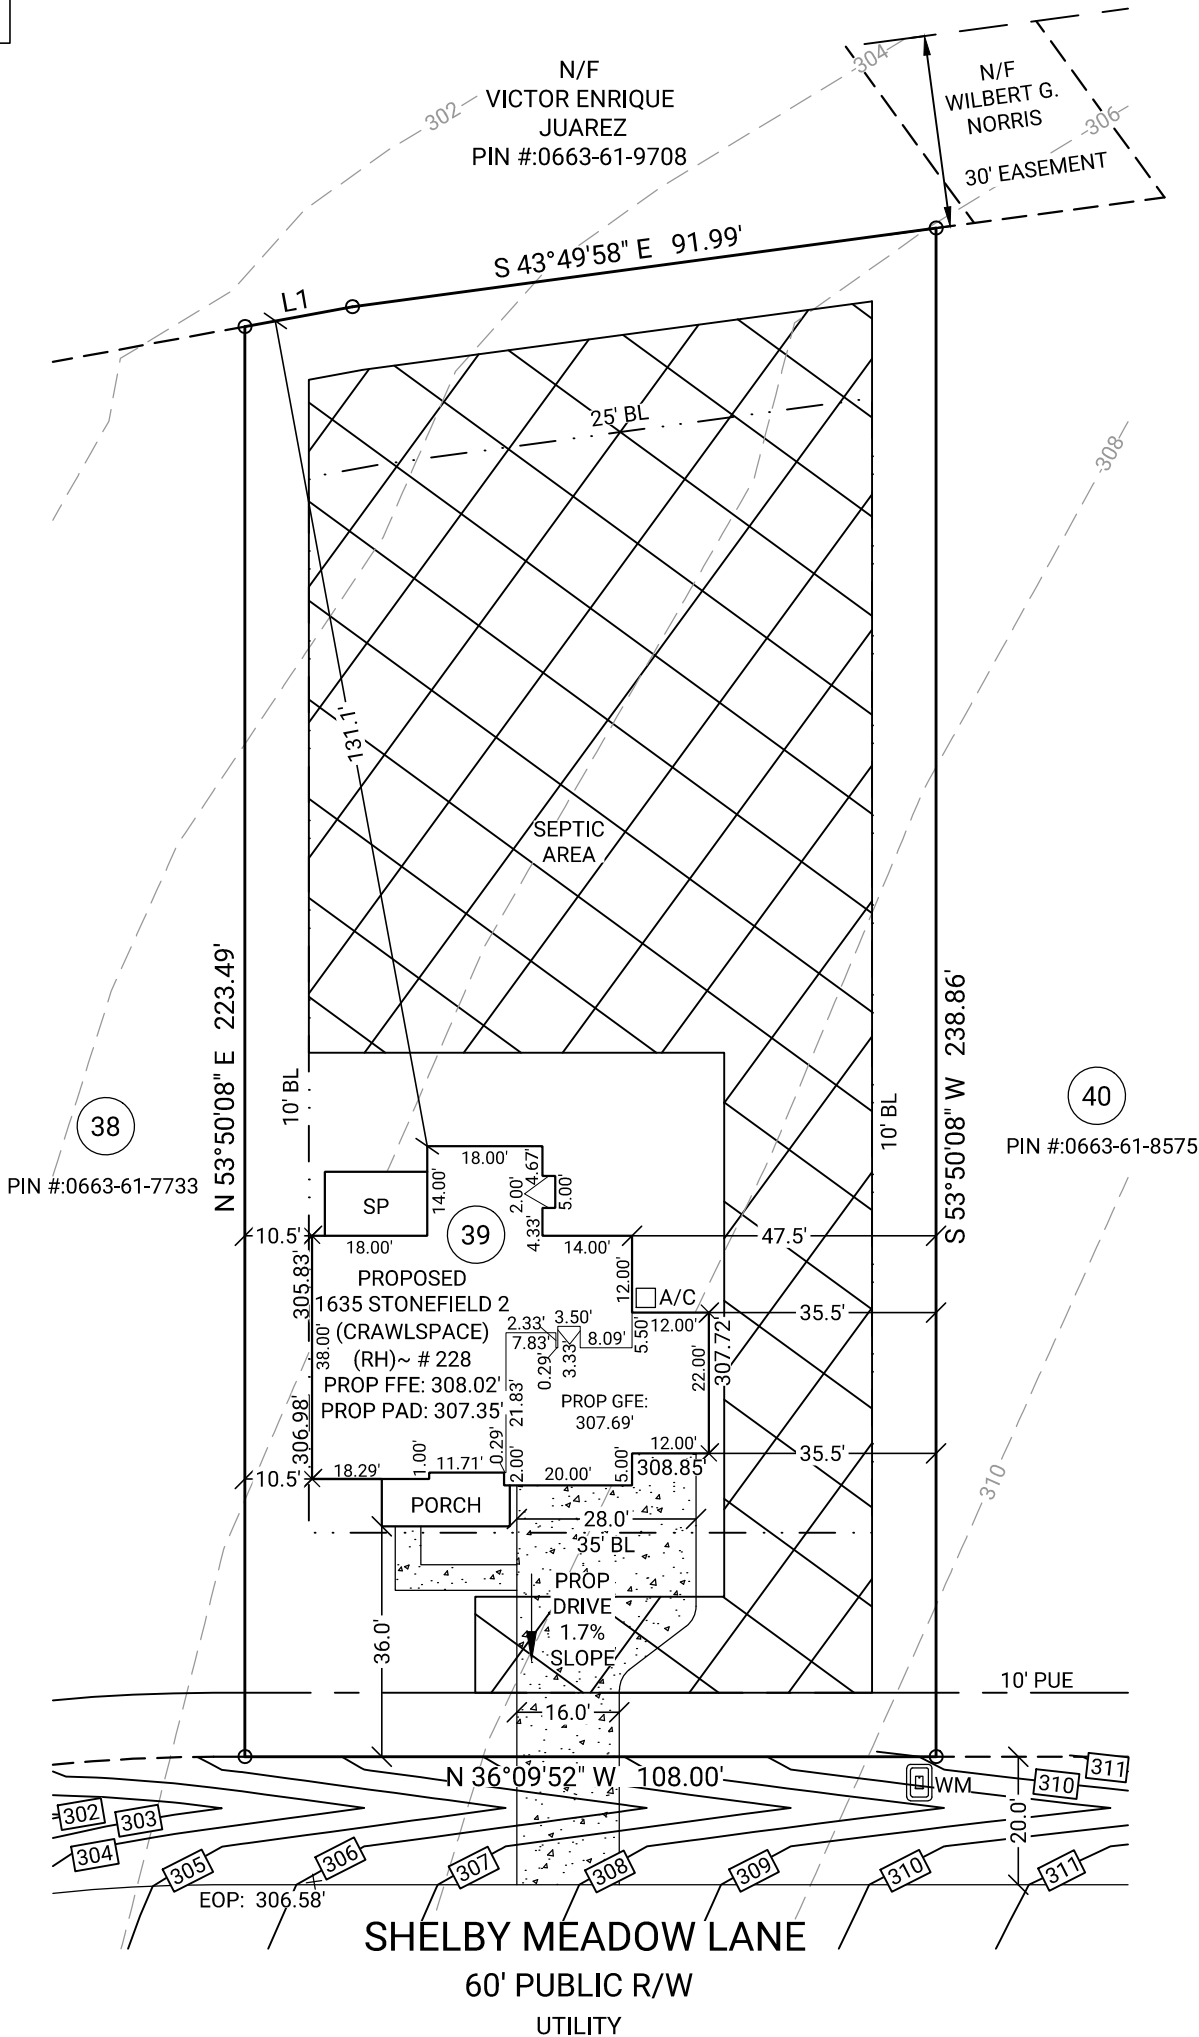 N/F
VICTOR ENRIQUE
JUAREZ
PIN #:0663-61-9708
302
304
N/F
WILBERT G.
NORRIS
306
30' EASEMENT
S 43°49'58" E 91.99'
L1
25' BL
308
131.1'
SEPTIC
AREA
N 53°50'08" E 223.49'
S 53°50'08" W 238.86'
10' BL
10' BL
38
PIN #:0663-61-7733
40
PIN #:0663-61-8575
18.00'
4.67'
14.00'
2.00'
5.00'
SP
39
4.33'
10.5'
18.00'
14.00'
47.5'
305.83'
PROPOSED
1635 STONEFIELD 2
(CRAWLSPACE)
(RH)~ # 228
PROP FFE: 308.02'
PROP PAD: 307.35'
12.00'
A/C
35.5'
12.00'
2.33'
3.50'
7.83'
8.09'
5.50'
307.72'
38.00'
0.29'
3.33'
22.00'
21.83'
PROP GFE:
307.69'
306.98'
0.29'
12.00'
35.5'
308.85'
10.5'
18.29'
1.00'
11.71'
2.00'
20.00'
5.00'
310
PORCH
28.0'
35' BL
PROP
DRIVE
1.7%
SLOPE
36.0'
10' PUE
16.0'
N 36°09'52" W 108.00'
WM
310
311
20.0'
302
303
304
305
306
307
308
309
310
311
EOP: 306.58'
SHELBY MEADOW LANE
60' PUBLIC R/W
UTILITY